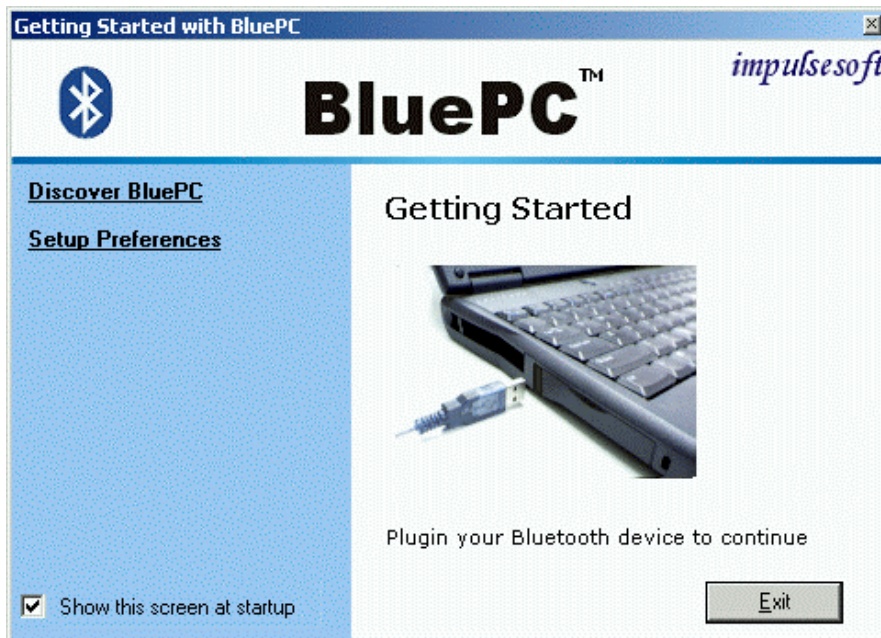 Getting Started with BluePC
BluePC™
impulsesoft
Discover BluePC
Setup Preferences
Getting Started
Plugin your Bluetooth device to continue
Show this screen at startup
Exit